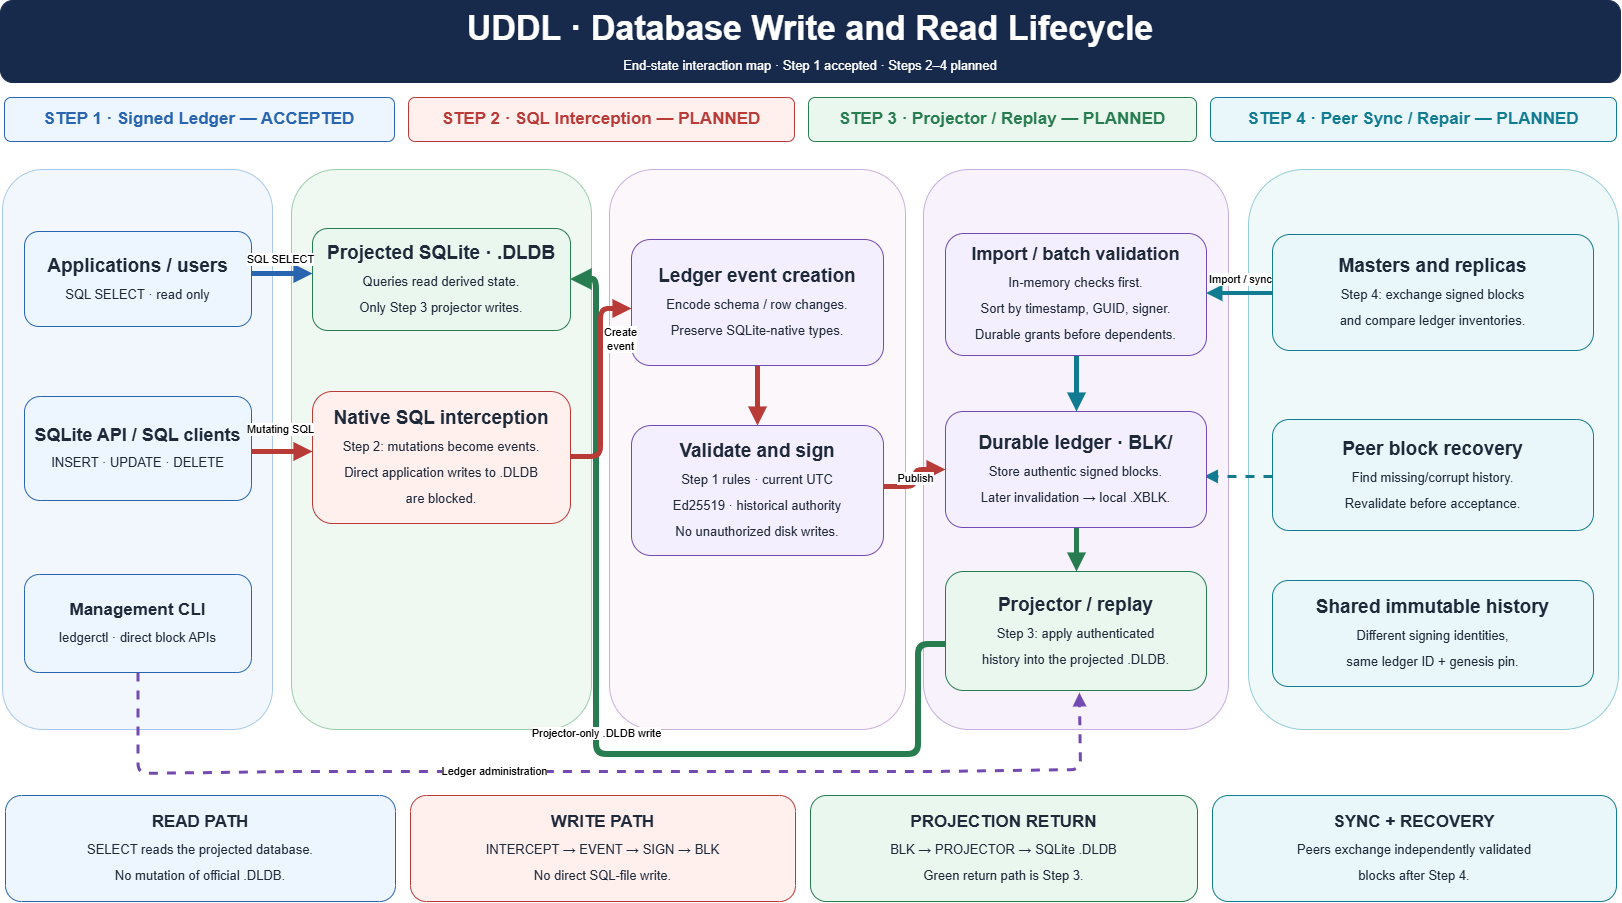 UDDL · Database Write and Read Lifecycle
End-state interaction map · Step 1 accepted · Steps 2–4 planned
STEP 1 · Signed Ledger — ACCEPTED
STEP 2 · SQL Interception — PLANNED
STEP 3 · Projector / Replay — PLANNED
STEP 4 · Peer Sync / Repair — PLANNED
Applications / users
SQL SELECT · read only
SQL SELECT
SQLite API / SQL clients
INSERT · UPDATE · DELETE
Mutating SQL
Management CLI
ledgerctl · direct block APIs
Projected SQLite · .DLDB
Queries read derived state.
Only Step 3 projector writes.
Native SQL interception
Step 2: mutations become events.
Direct application writes to .DLDB
are blocked.
Create
event
Ledger event creation
Encode schema / row changes.
Preserve SQLite-native types.
Validate and sign
Step 1 rules · current UTC
Ed25519 · historical authority
No unauthorized disk writes.
Publish
Import / batch validation
In-memory checks first.
Sort by timestamp, GUID, signer.
Durable grants before dependents.
Durable ledger · BLK/
Store authentic signed blocks.
Later invalidation → local .XBLK.
Projector / replay
Step 3: apply authenticated
history into the projected .DLDB.
Import / sync
Masters and replicas
Step 4: exchange signed blocks
and compare ledger inventories.
Peer block recovery
Find missing/corrupt history.
Revalidate before acceptance.
Shared immutable history
Different signing identities,
same ledger ID + genesis pin.
Projector-only .DLDB write
Ledger administration
READ PATH
SELECT reads the projected database.
No mutation of official .DLDB.
WRITE PATH
INTERCEPT → EVENT → SIGN → BLK
No direct SQL-file write.
PROJECTION RETURN
BLK → PROJECTOR → SQLite .DLDB
Green return path is Step 3.
SYNC + RECOVERY
Peers exchange independently validated
blocks after Step 4.